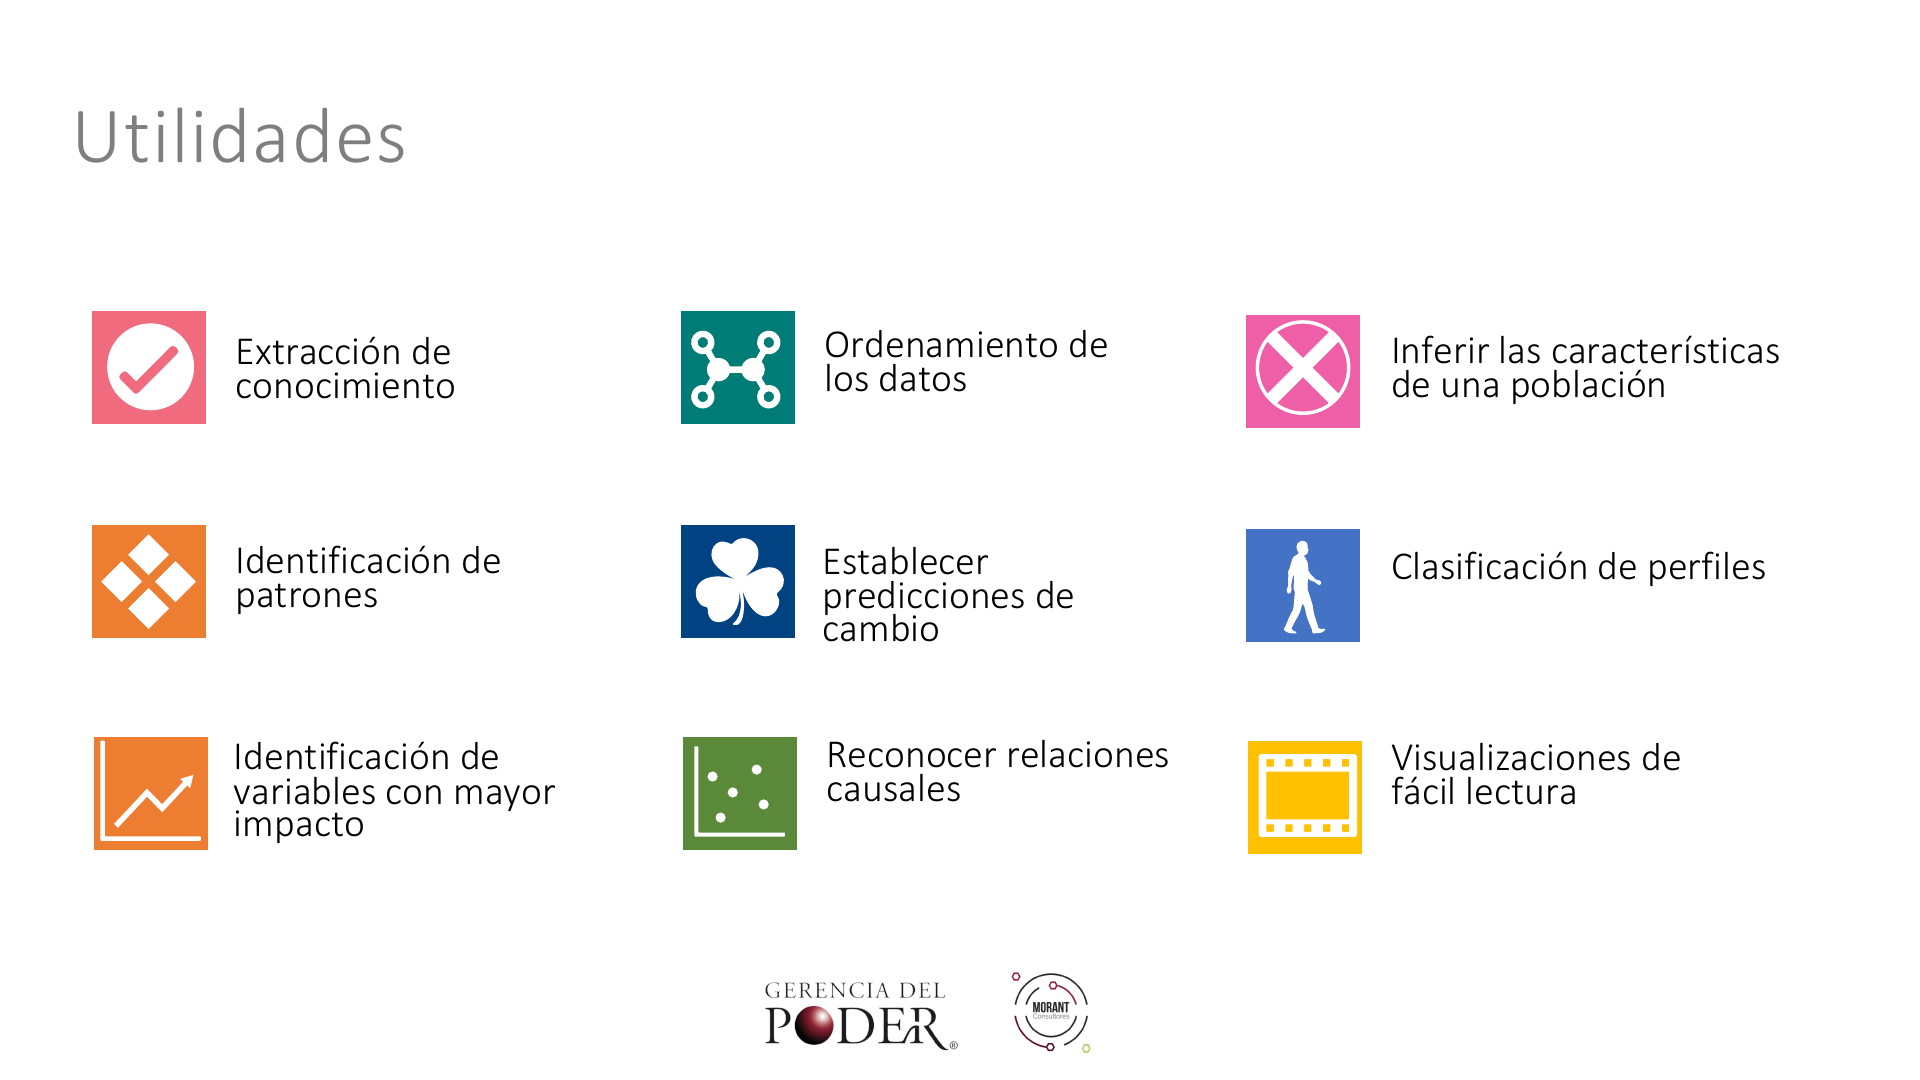 Utilidades
Extracción de
conocimiento
Ordenamiento de
los datos
Inferir las características
de una población
Identificación de
patrones
Establecer
predicciones de
cambio
Clasificación de perfiles
Identificación de
variables con mayor
impacto
Reconocer relaciones
causales
Visualizaciones de
fácil lectura
GERENCIA DEL
PODER®
MORANT
Consultores